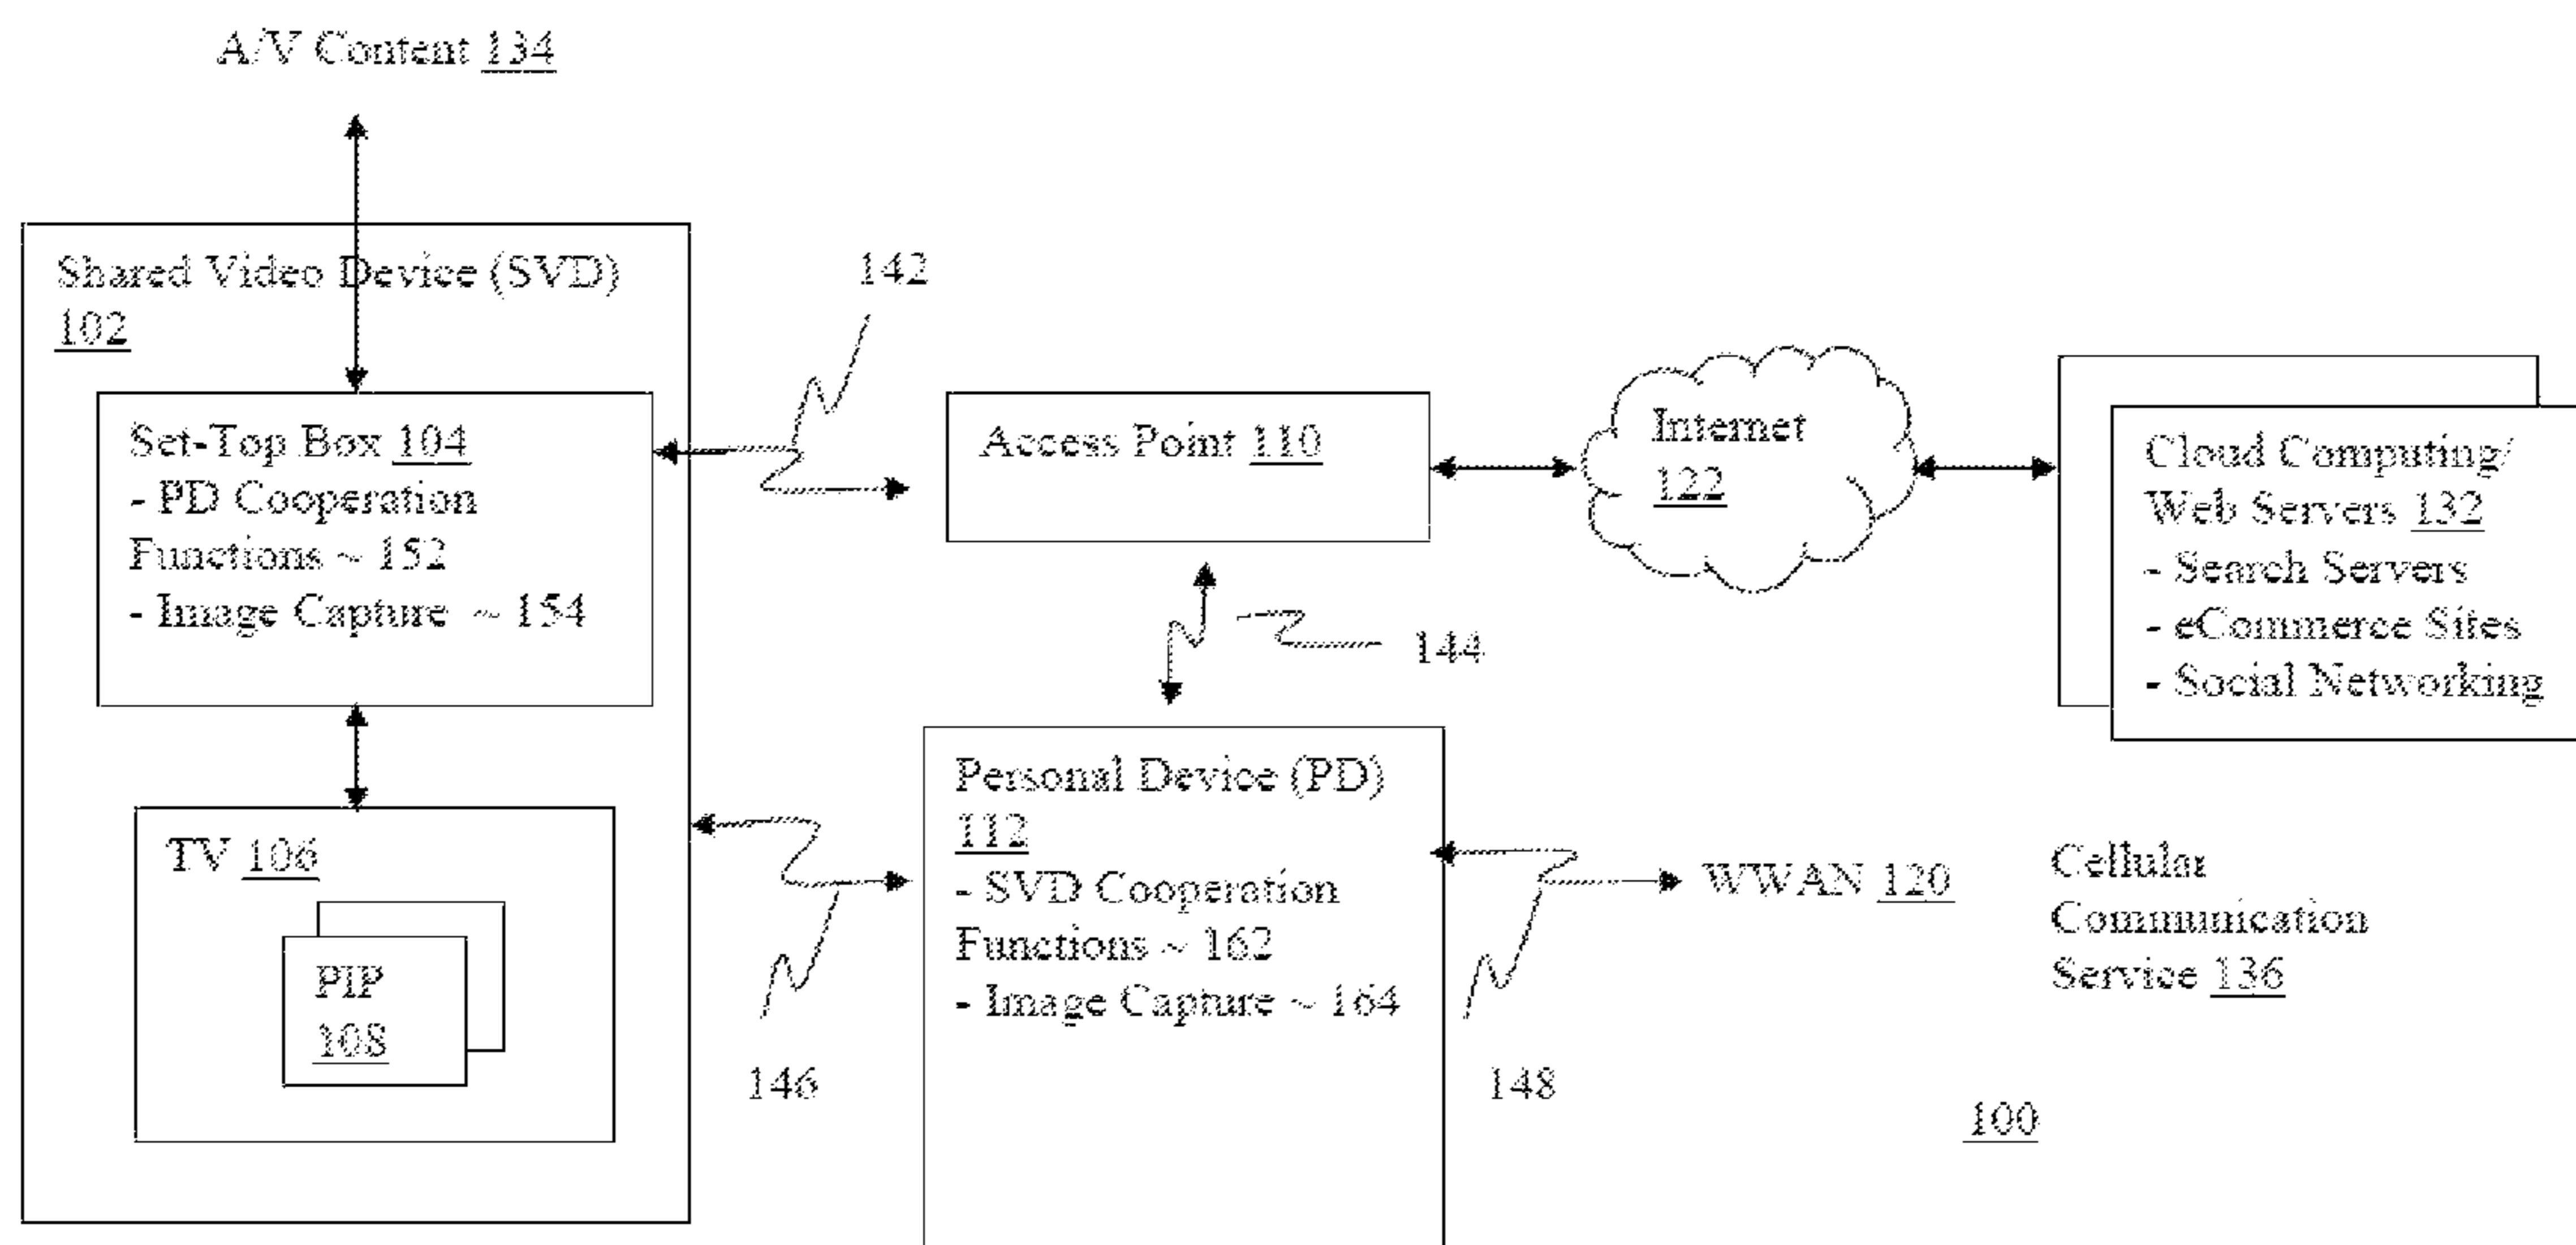 A/V Content 134
Shared Video Device (SVD)
102
Set-Top Box 104
- PD Cooperation
Functions ~ 152
- Image Capture ~ 154
TV 106
PIP
108
142
Access Point 110
144
Internet
122
Cloud Computing/
Web Servers 132
- Search Servers
- eCommerce Sites
- Social Networking
Personal Device (PD)
112
- SVD Cooperation
Functions ~ 162
- Image Capture ~ 164
146
148
WWAN 120
Cellular
Communication
Service 136
100